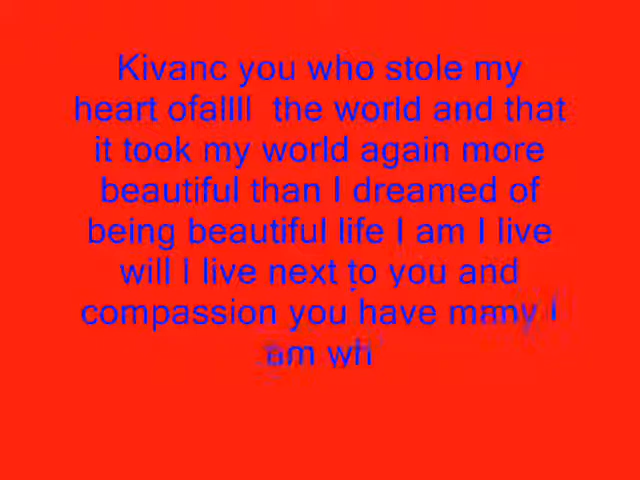 Kivanc you who stole my
heart ofallll the world and that
it took my world again more
beautiful than I dreamed of
being beautiful life I am I live
will I live next to you and
compassion you have many I
am